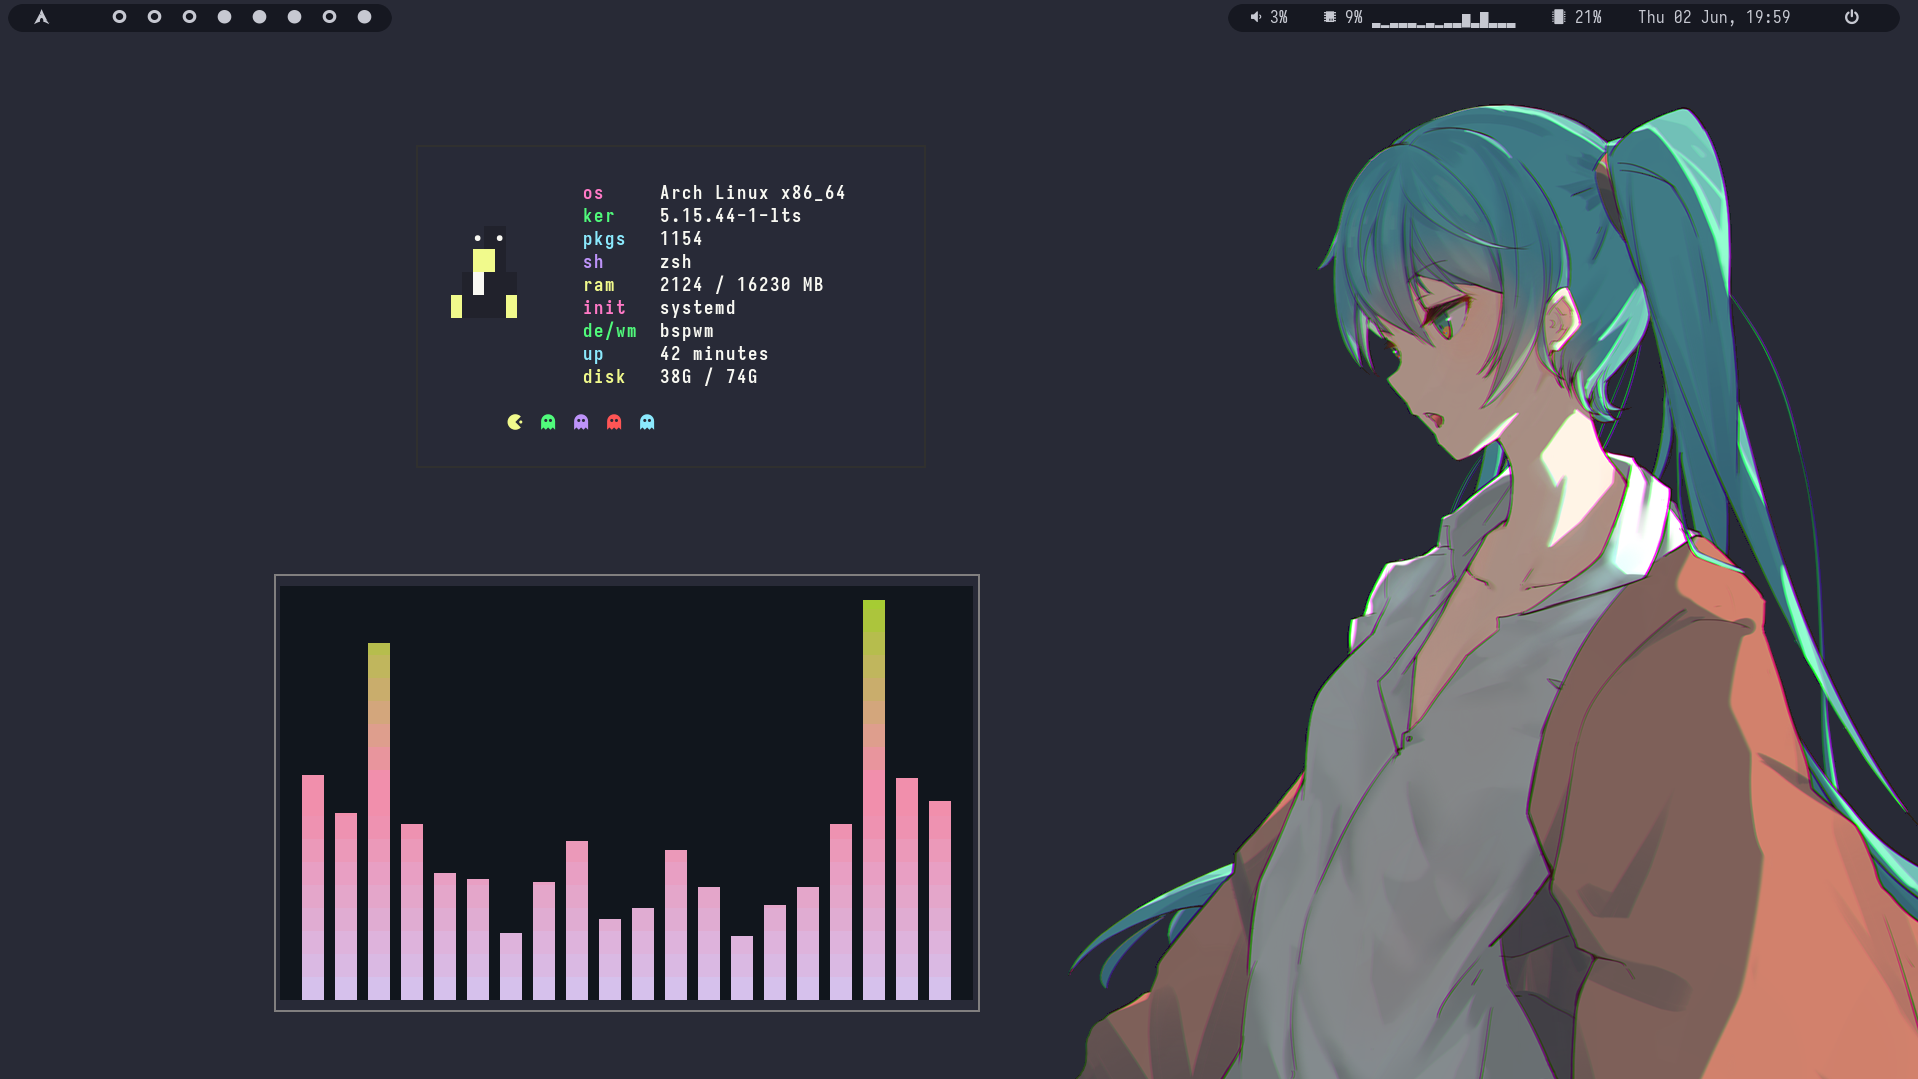 3% 9% 21% Thu 02 Jun, 19:59
os Arch Linux x86_64
ker 5.15.44-1-lts
pkgs 1154
sh zsh
ram 2124 / 16230 MB
init systemd
de/wm bspwm
up 42 minutes
disk 38G / 74G